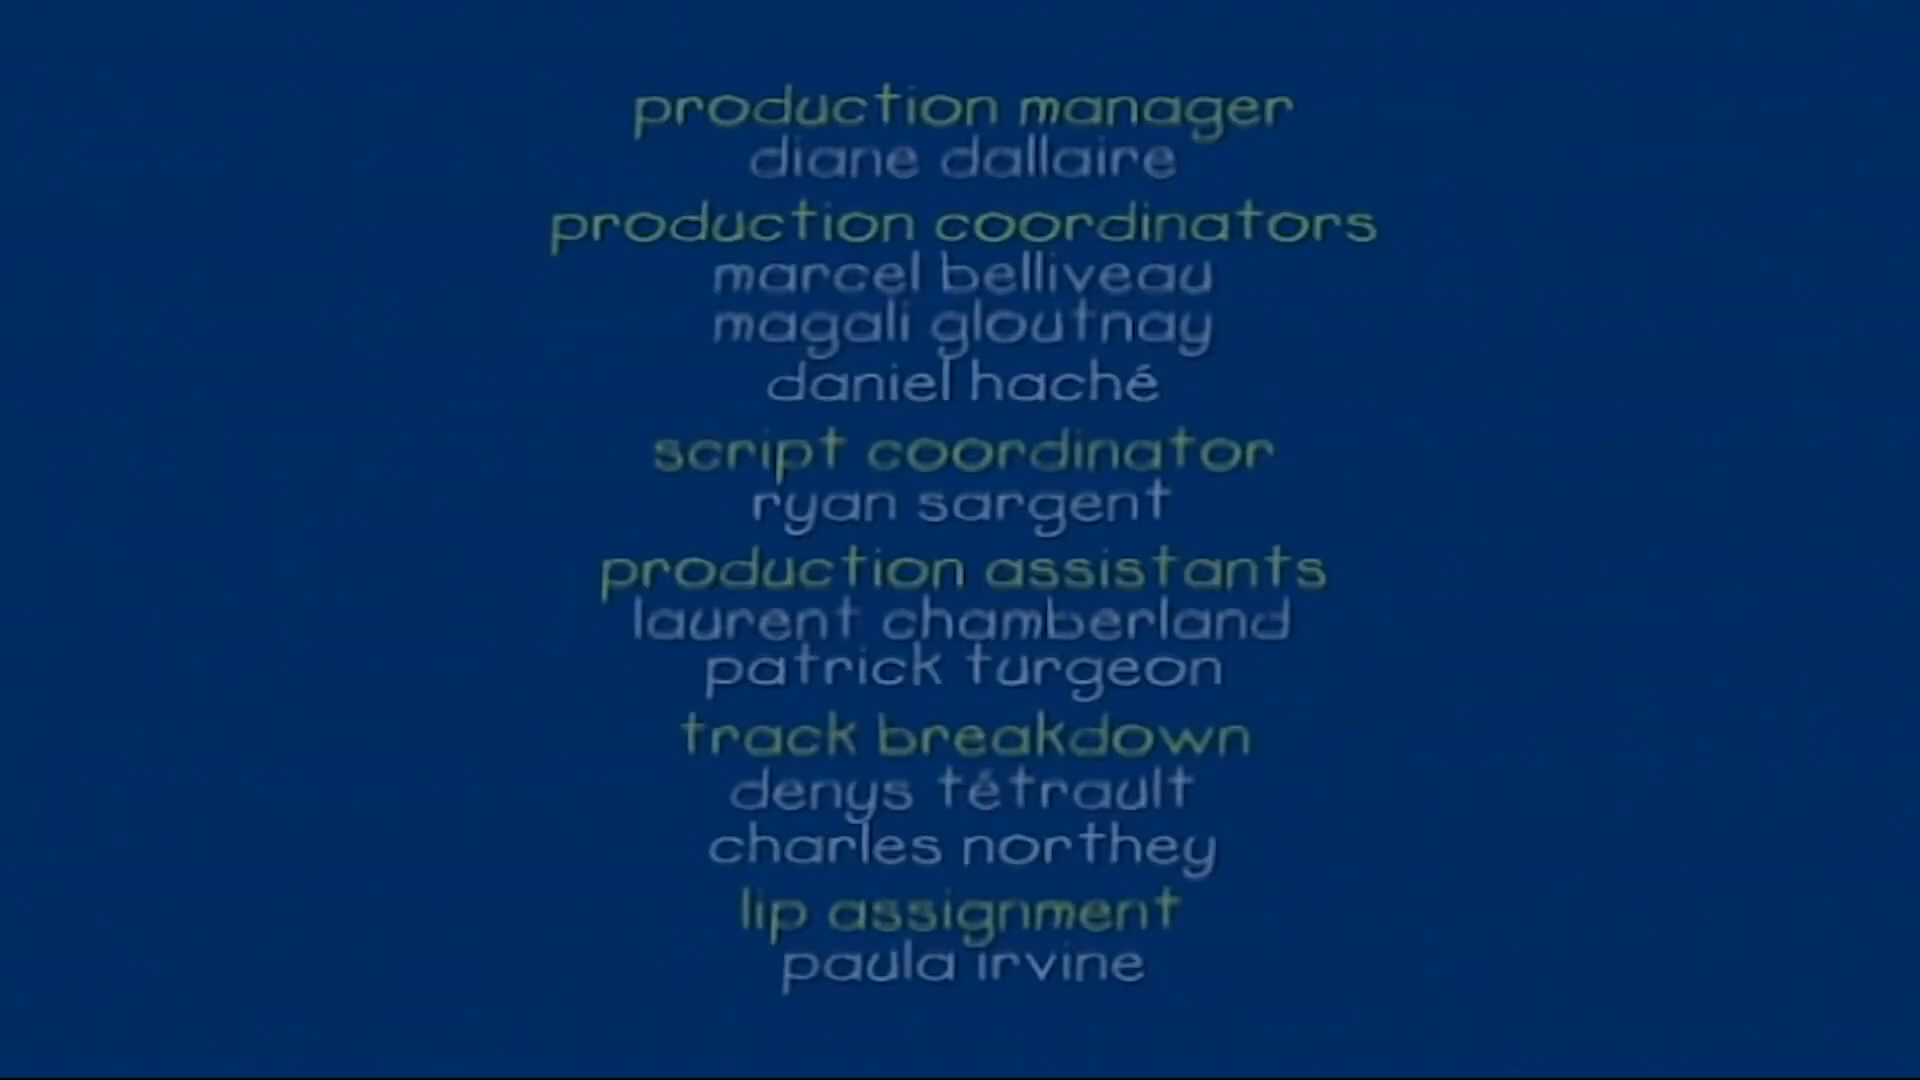 production manager
diane dallaire
production coordinators
marcel belliveau
magali gloutnay
daniel haché
script coordinator
ryan sargent
production assistants
laurent chamberland
patrick turgeon
track breakdown
denys tétrault
charles northey
lip assignment
paula irvine